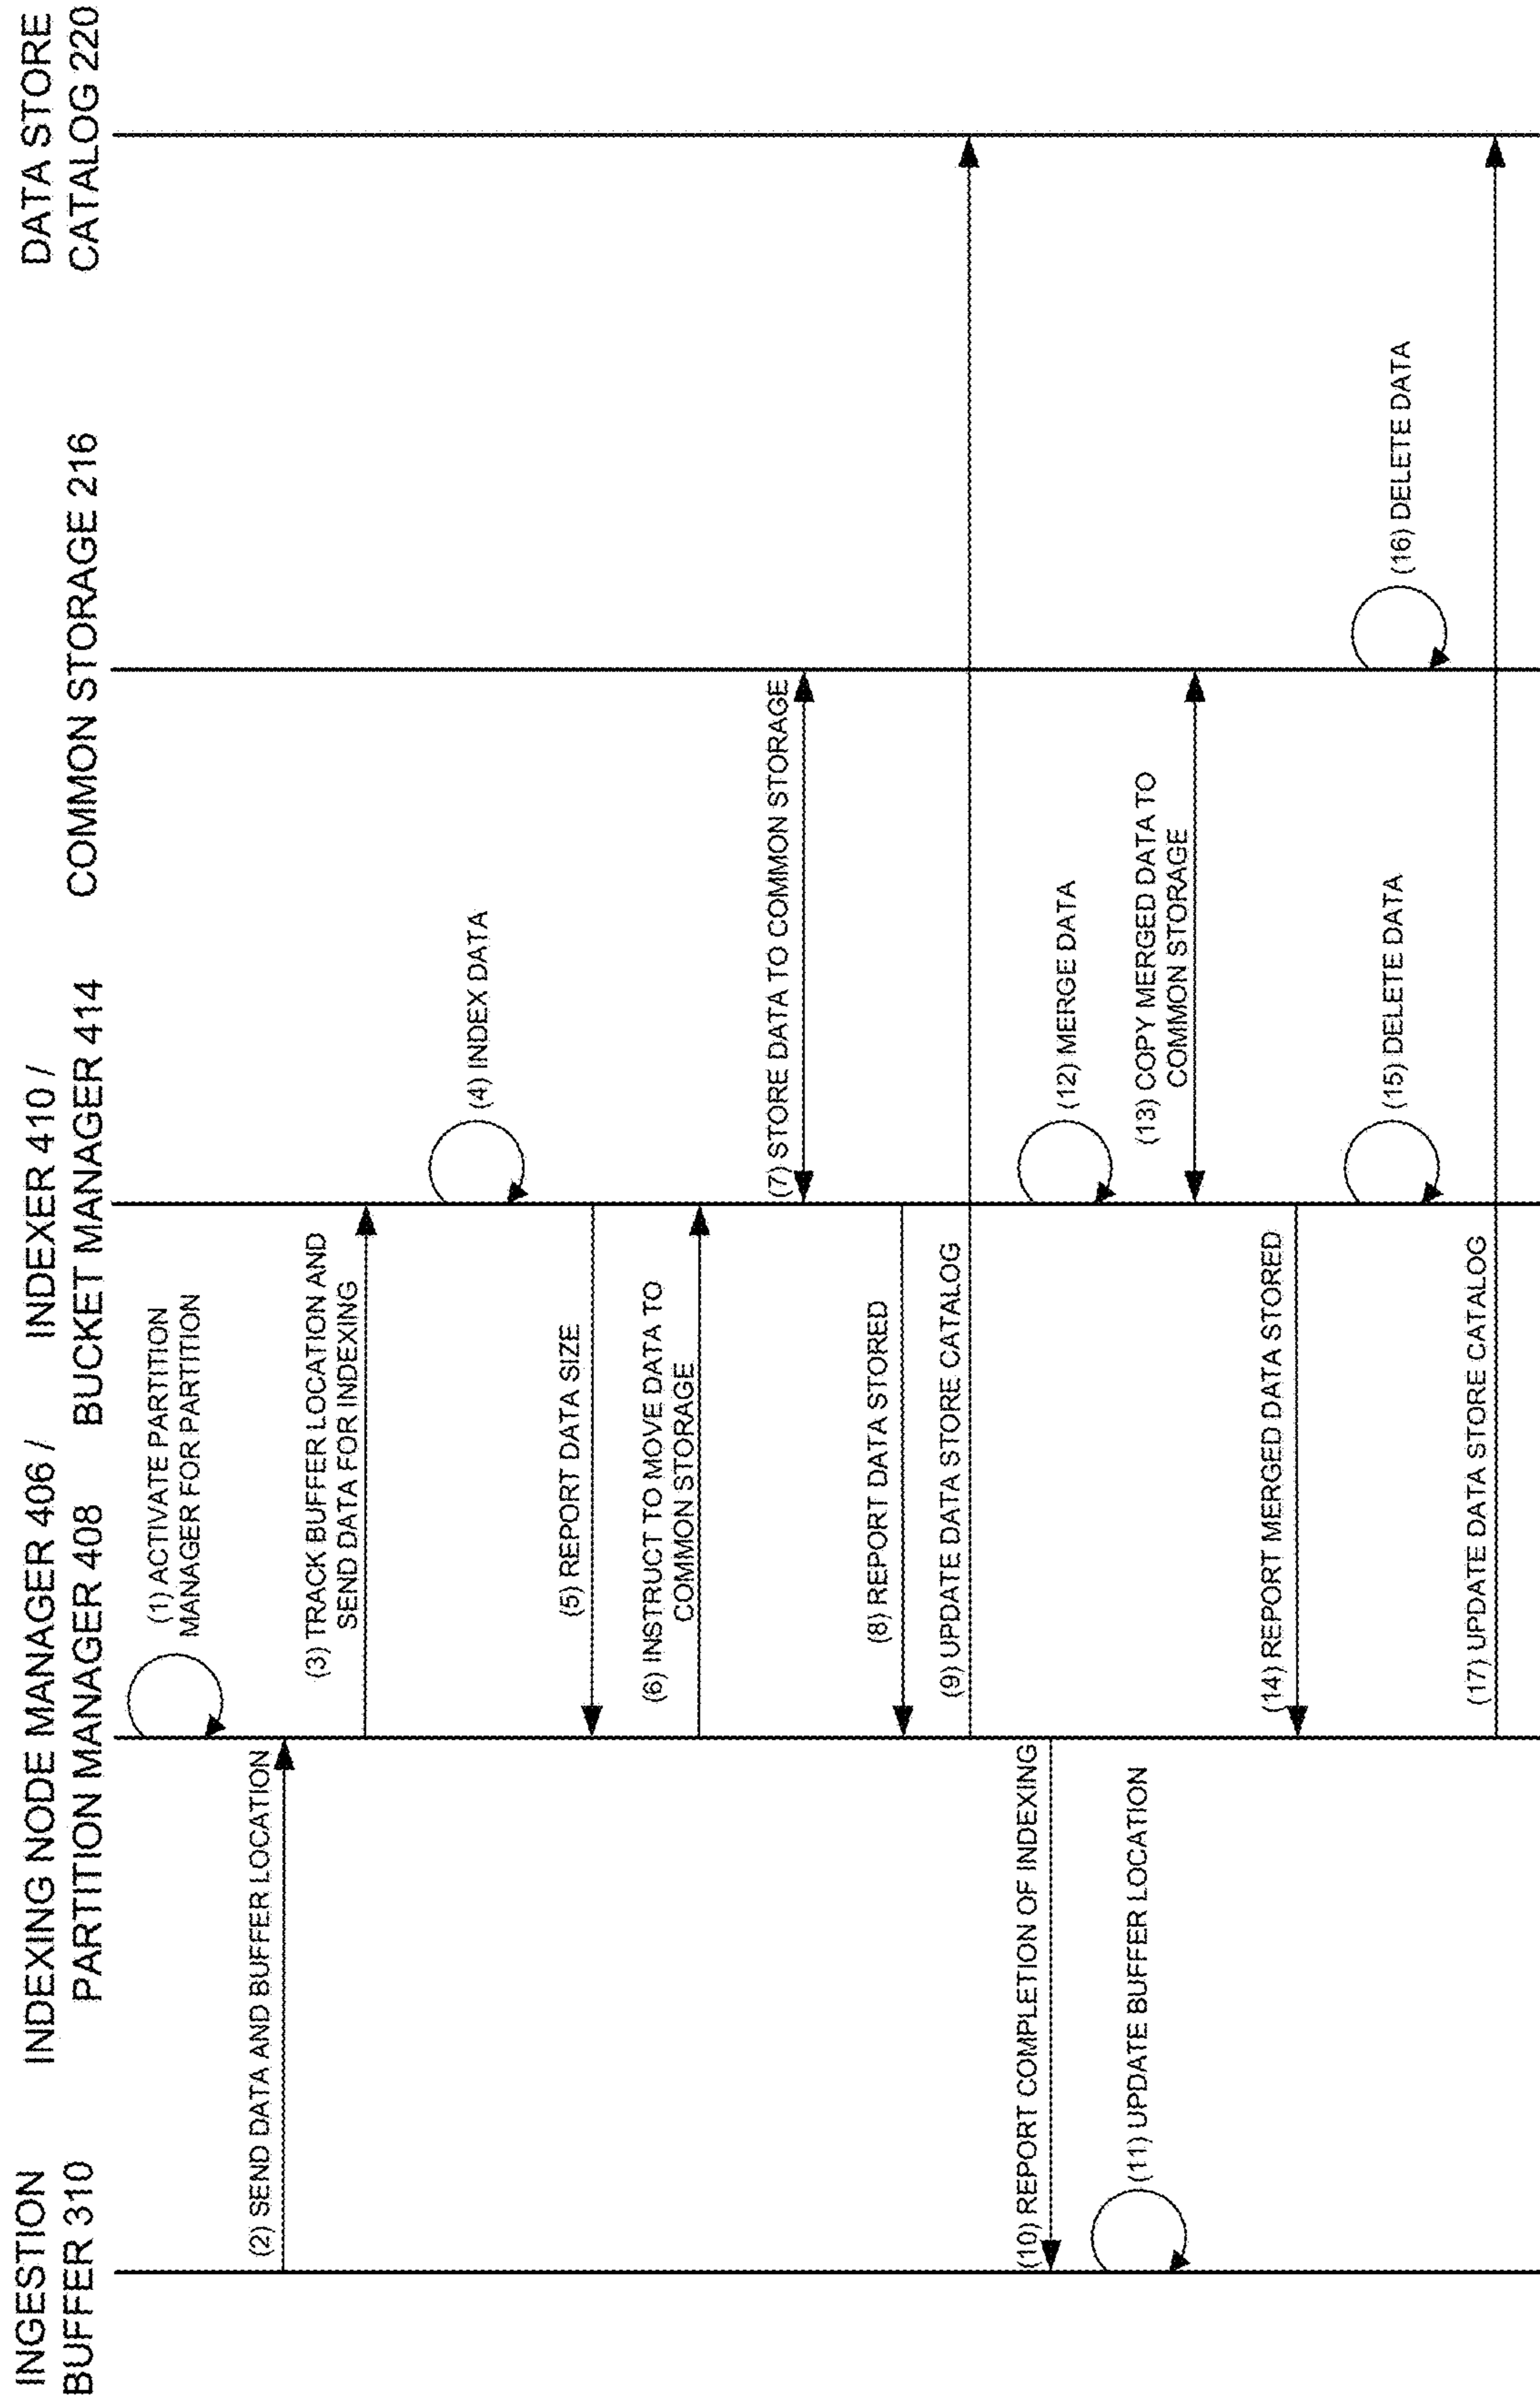 INGESTION
BUFFER 310
INDEXING NODE MANAGER 406 /
PARTITION MANAGER 408
INDEXER 410 /
BUCKET MANAGER 414
COMMON STORAGE 216
DATA STORE
CATALOG 220
(1) ACTIVATE PARTITION
MANAGER FOR PARTITION
(2) SEND DATA AND BUFFER LOCATION
(3) TRACK BUFFER LOCATION AND
SEND DATA FOR INDEXING
(4) INDEX DATA
(5) REPORT DATA SIZE
(6) INSTRUCT TO MOVE DATA TO
COMMON STORAGE
(7) STORE DATA TO COMMON STORAGE
(8) REPORT DATA STORED
(9) UPDATE DATA STORE CATALOG
(10) REPORT COMPLETION OF INDEXING
(11) UPDATE BUFFER LOCATION
(12) MERGE DATA
(13) COPY MERGED DATA TO
COMMON STORAGE
(14) REPORT MERGED DATA STORED
(15) DELETE DATA
(16) DELETE DATA
(17) UPDATE DATA STORE CATALOG